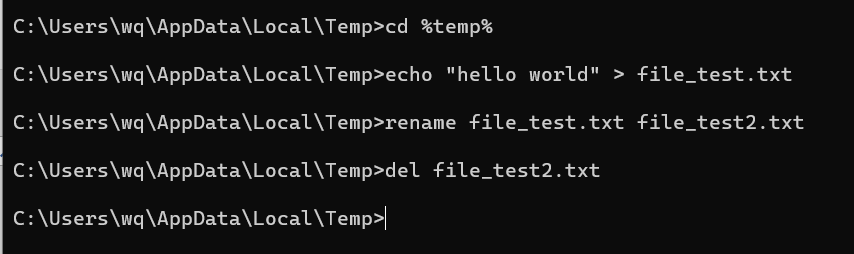 C:\Users\wq\AppData\Local\Temp>cd %temp%
C:\Users\wq\AppData\Local\Temp>echo "hello world" > file_test.txt
C:\Users\wq\AppData\Local\Temp>rename file_test.txt file_test2.txt
C:\Users\wq\AppData\Local\Temp>del file_test2.txt
C:\Users\wq\AppData\Local\Temp>